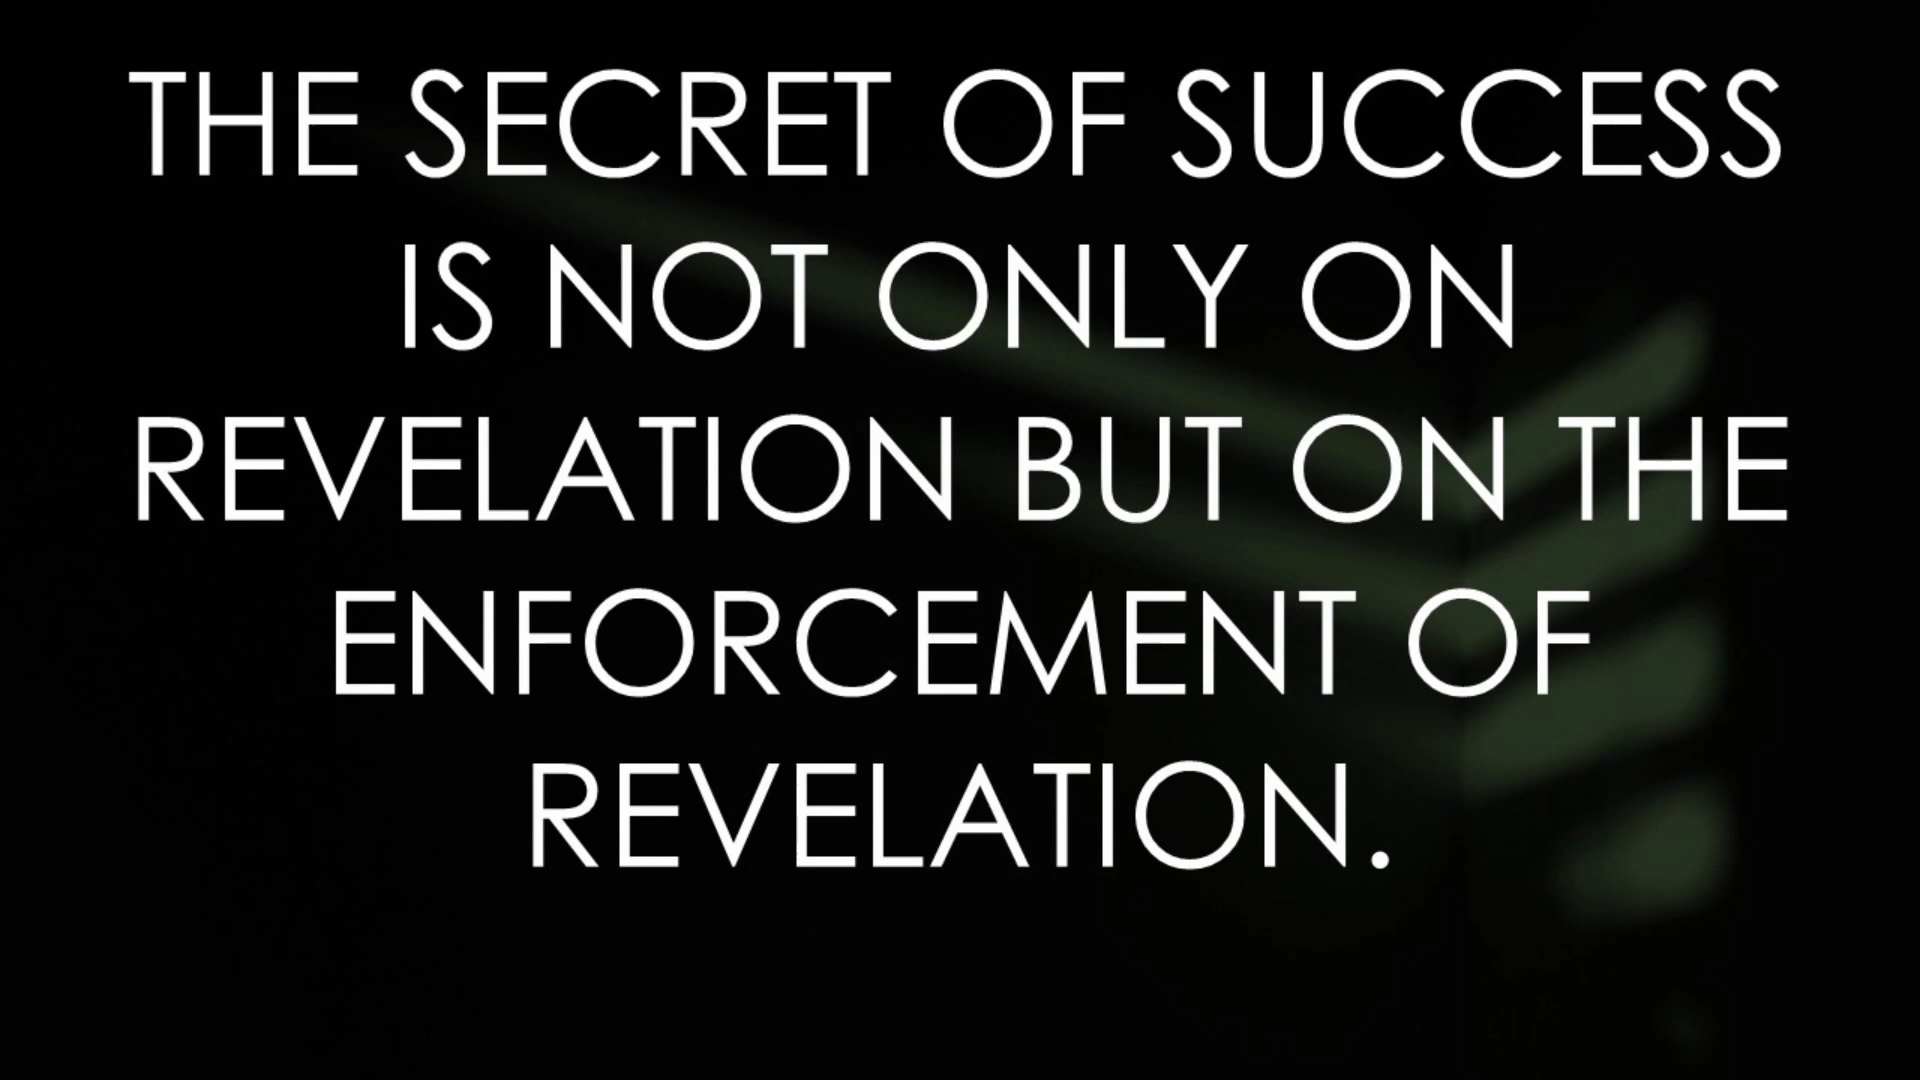 THE SECRET OF SUCCESS
IS NOT ONLY ON
REVELATION BUT ON THE
ENFORCEMENT OF
REVELATION.